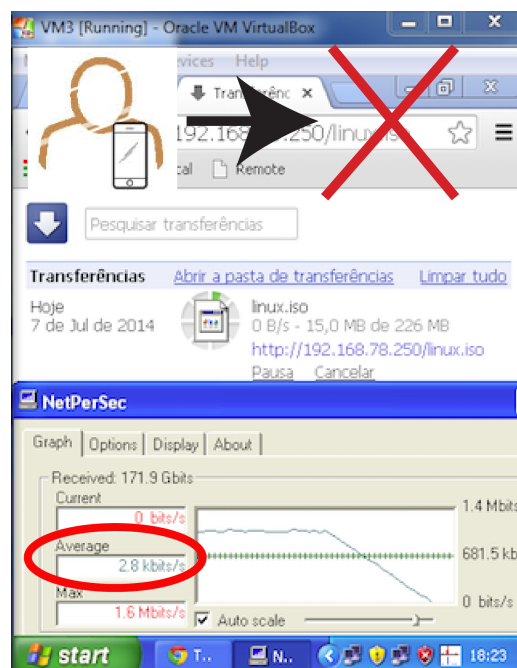 VM3 [Running] - Oracle VM VirtualBox
vices Help
Transferênc
192.168.78.250/linux.iso
cal Remote
Pesquisar transferências
Transferências Abrir a pasta de transferências Limpar tudo
Hoje
7 de Jul de 2014
linux.iso
0 B/s - 15,0 MB de 226 MB
http://192.168.78.250/linux.iso
Pausa Cancelar
NetPerSec
Graph Options Display About
Received: 171.9 Gbits
Current
0 bits/s
Average
2.8 kbits/s
Max
1.6 Mbits/s
1.4 Mbits
681.5 kb
0 bits/s
Auto scale
start T.. N.. 18:23